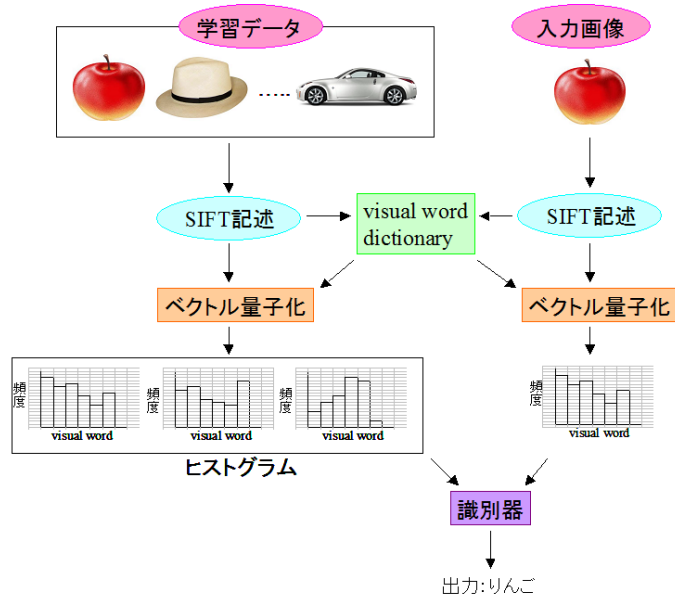 学習データ
入力画像
SIFT記述
visual word
dictionary
SIFT記述
ベクトル量子化
ベクトル量子化
頻度
visual word
頻度
visual word
頻度
visual word
頻度
visual word
ヒストグラム
識別器
出力:りんご